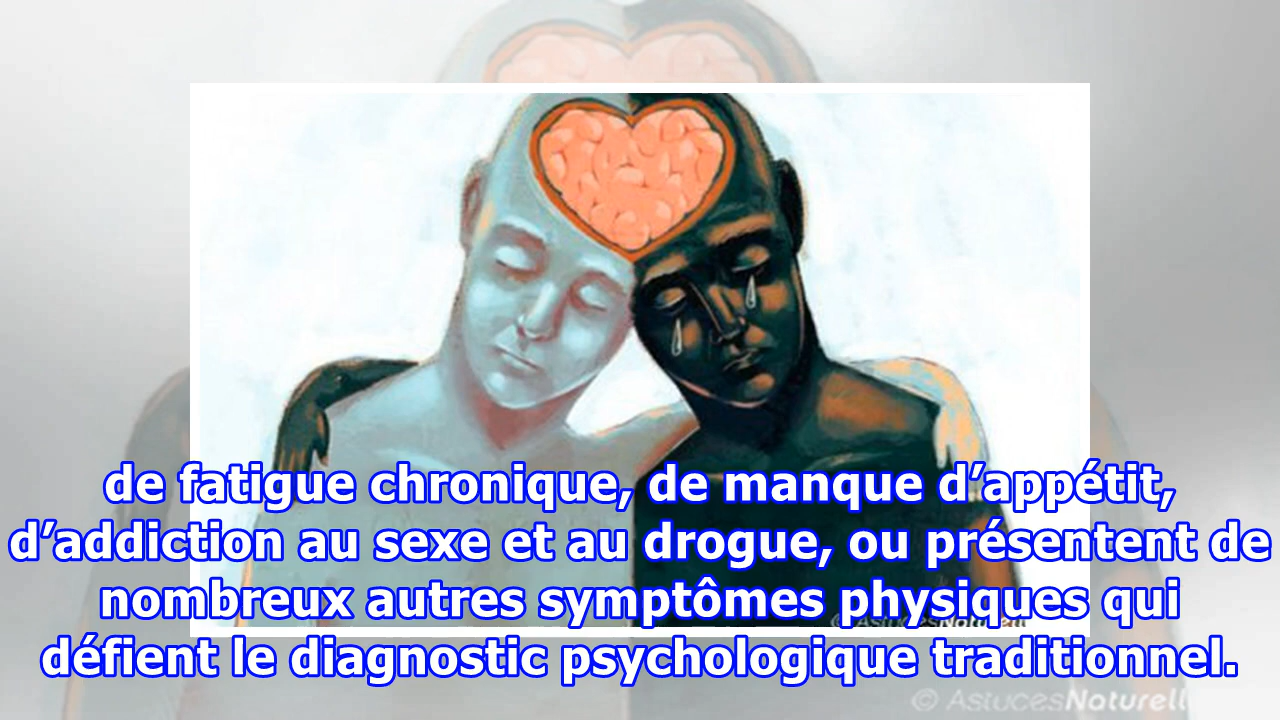 de fatigue chronique, de manque d’appétit,
d’addiction au sexe et au drogue, ou présentent de
nombreux autres symptômes physiques qui
défient le diagnostic psychologique traditionnel.
© AstucesNaturell